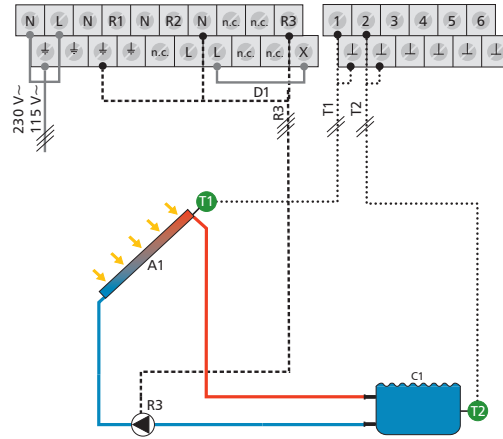 N L N R1 N R2 N n.c. n.c. R3 1 2 3 4 5 6
n.c. L L n.c. n.c. X
230 V~
115 V~
D1
R3
T1
T2
T1
A1
R3
C1
T2